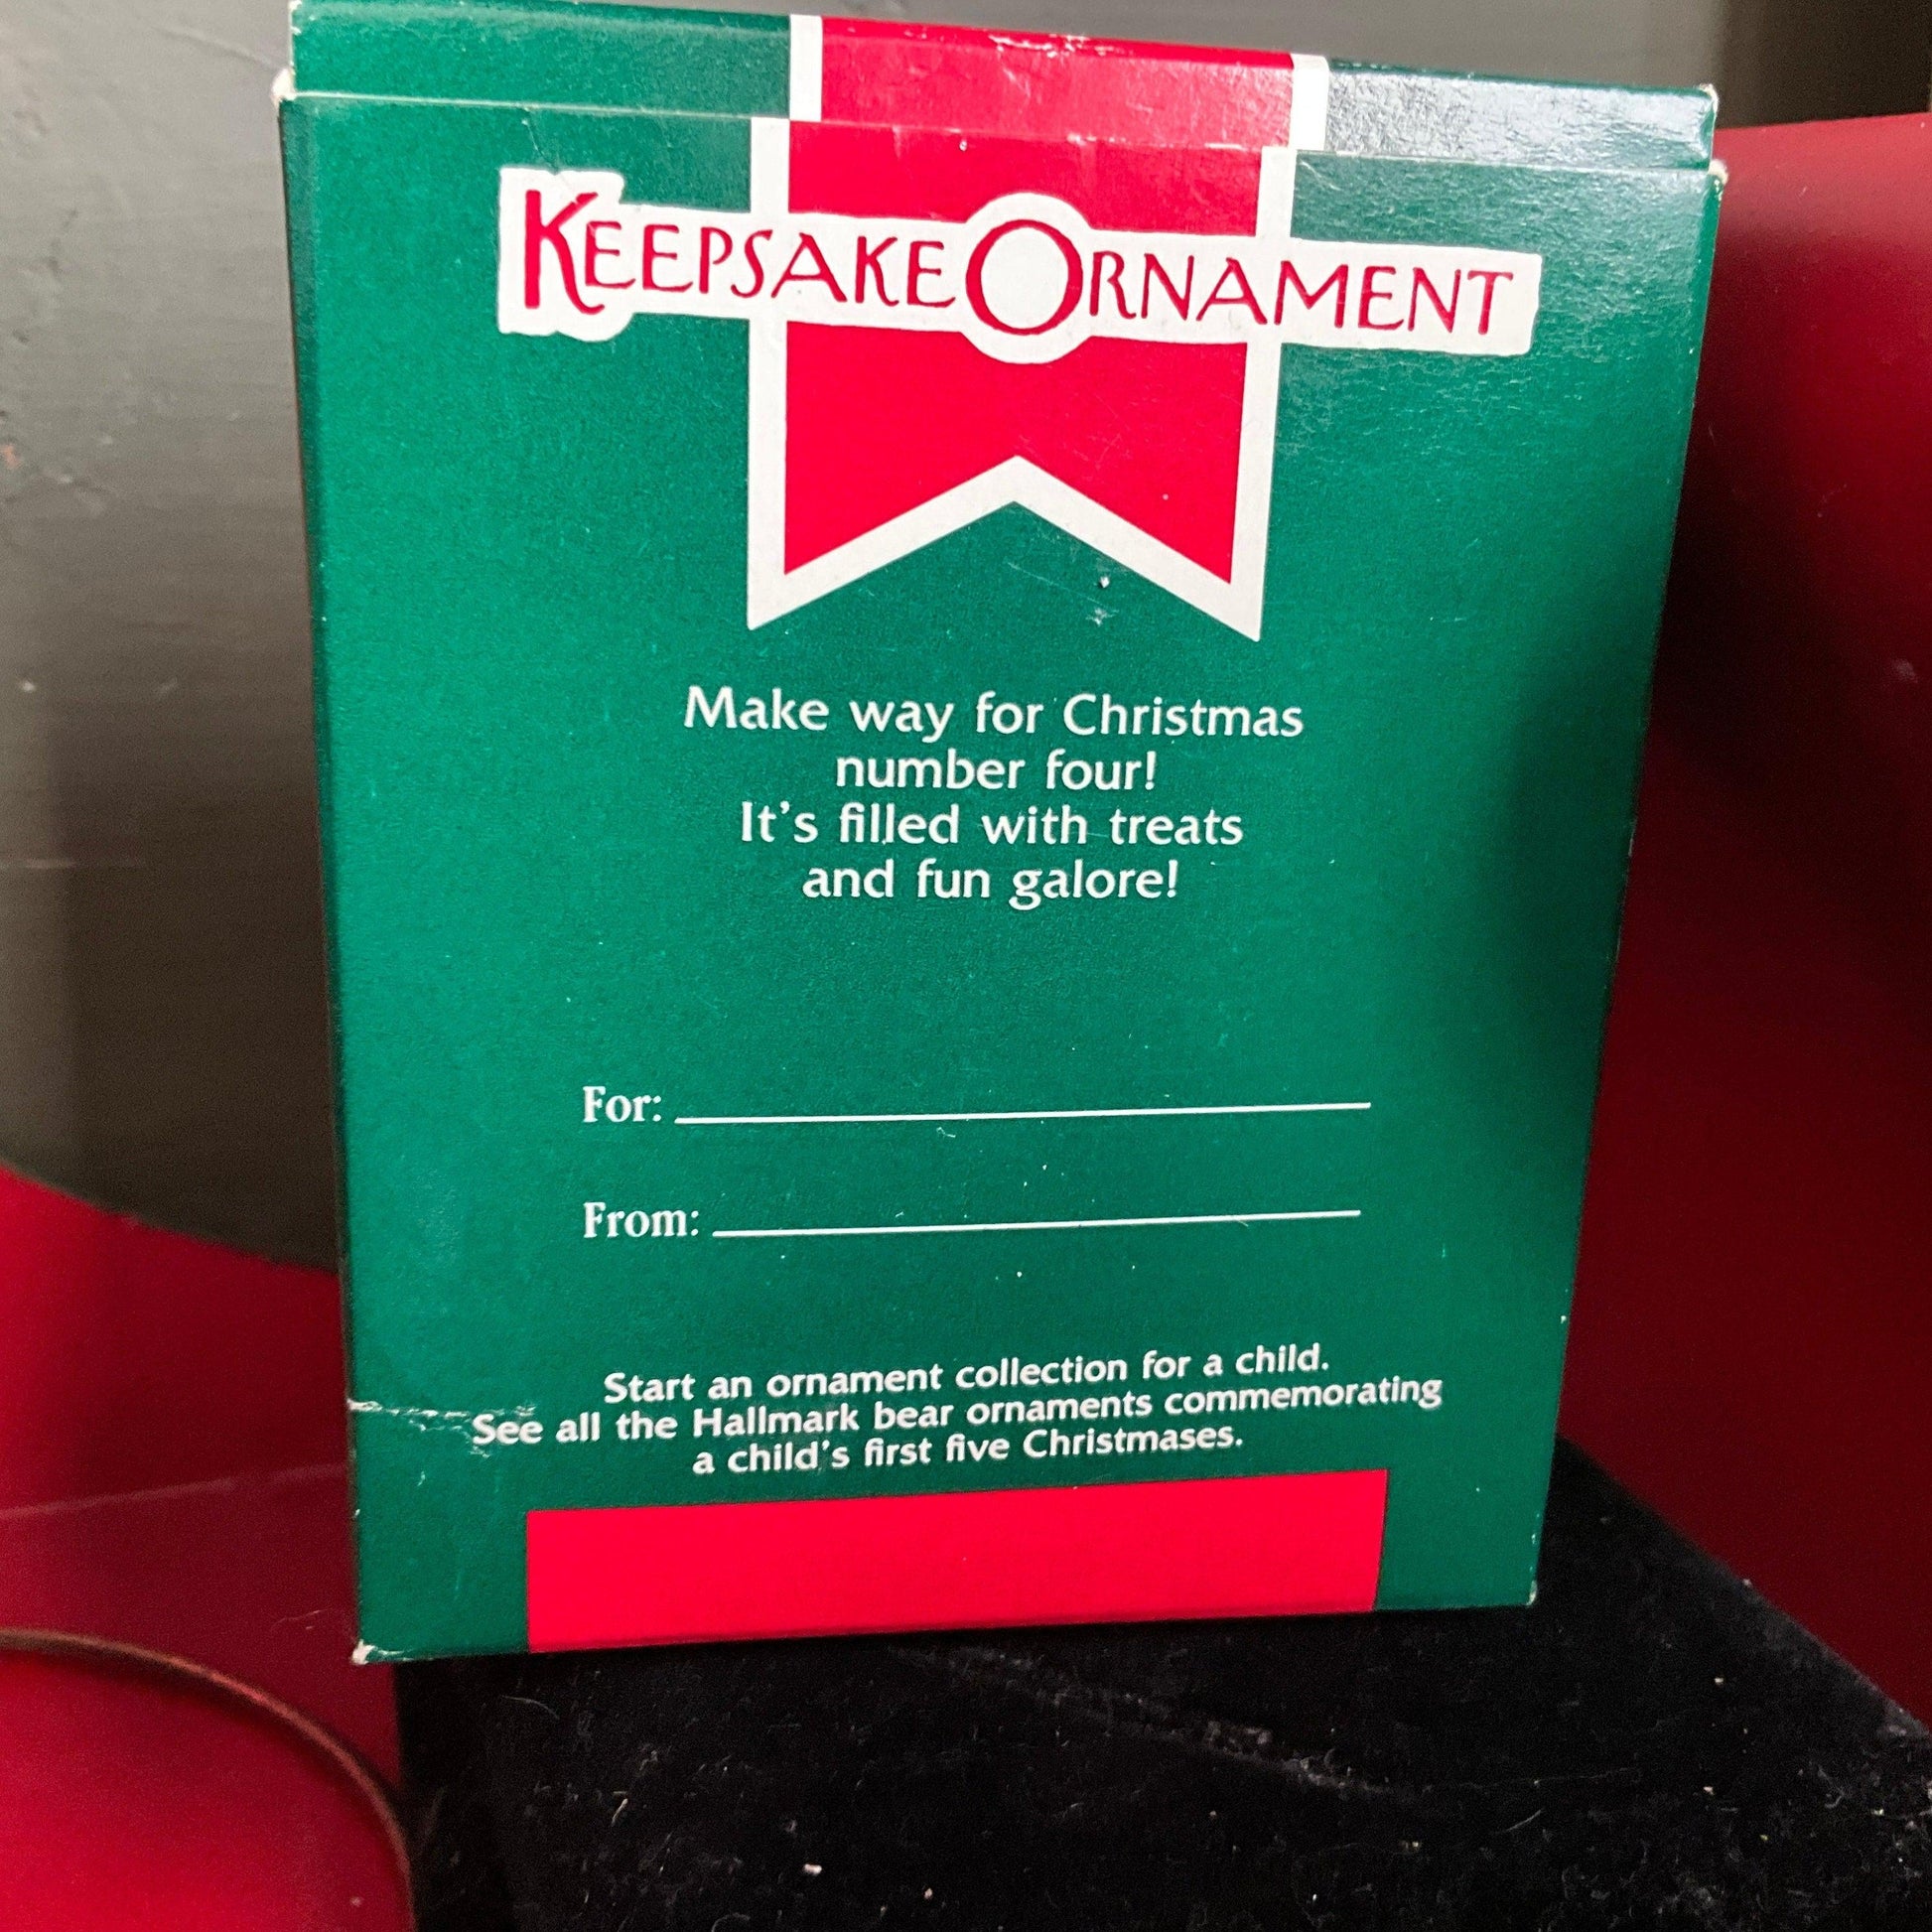 KEEPSAKE ORNAMENT
Make way for Christmas
number four!
It's filled with treats
and fun galore!
For:
From:
Start an ornament collection for a child.
See all the Hallmark bear ornaments commemorating
a child's first five Christmases.